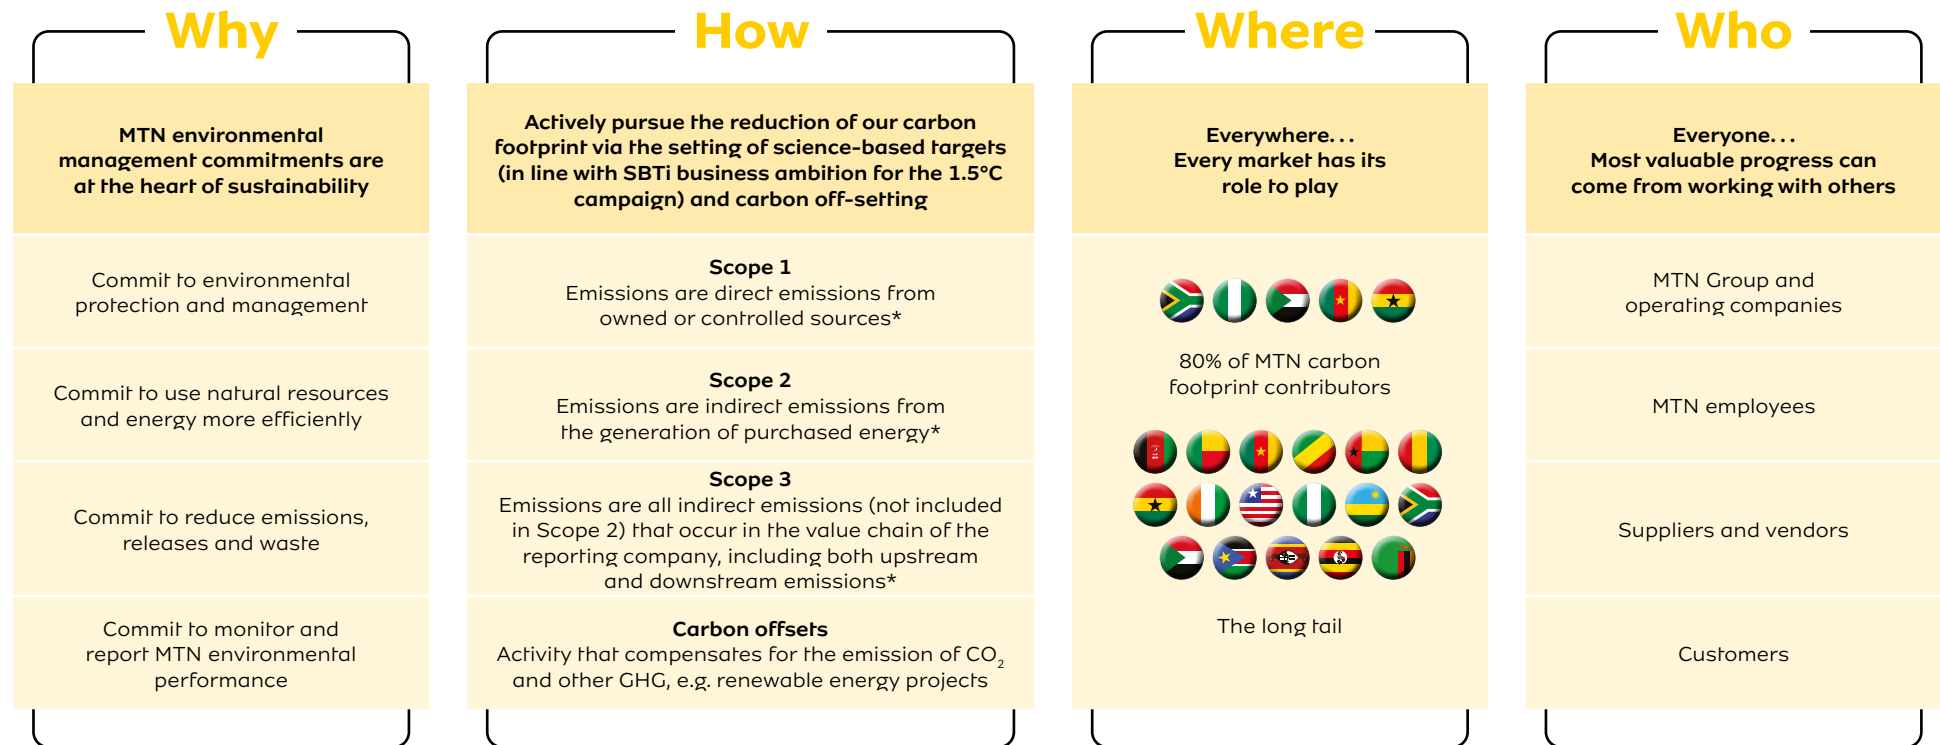 Why
MTN environmental
management commitments are
at the heart of sustainability
Commit to environmental
protection and management
Commit to use natural resources
and energy more efficiently
Commit to reduce emissions,
releases and waste
Commit to monitor and
report MTN environmental
performance
How
Actively pursue the reduction of our carbon
footprint via the setting of science-based targets
(in line with SBTi business ambition for the 1.5°C
campaign) and carbon off-setting
Scope 1
Emissions are direct emissions from
owned or controlled sources*
Scope 2
Emissions are indirect emissions from
the generation of purchased energy*
Scope 3
Emissions are all indirect emissions (not included
in Scope 2) that occur in the value chain of the
reporting company, including both upstream
and downstream emissions*
Carbon offsets
Activity that compensates for the emission of CO₂
and other GHG, e.g. renewable energy projects
Where
Everywhere...
Every market has its
role to play
80% of MTN carbon
footprint contributors
The long tail
Who
Everyone...
Most valuable progress can
come from working with others
MTN Group and
operating companies
MTN employees
Suppliers and vendors
Customers